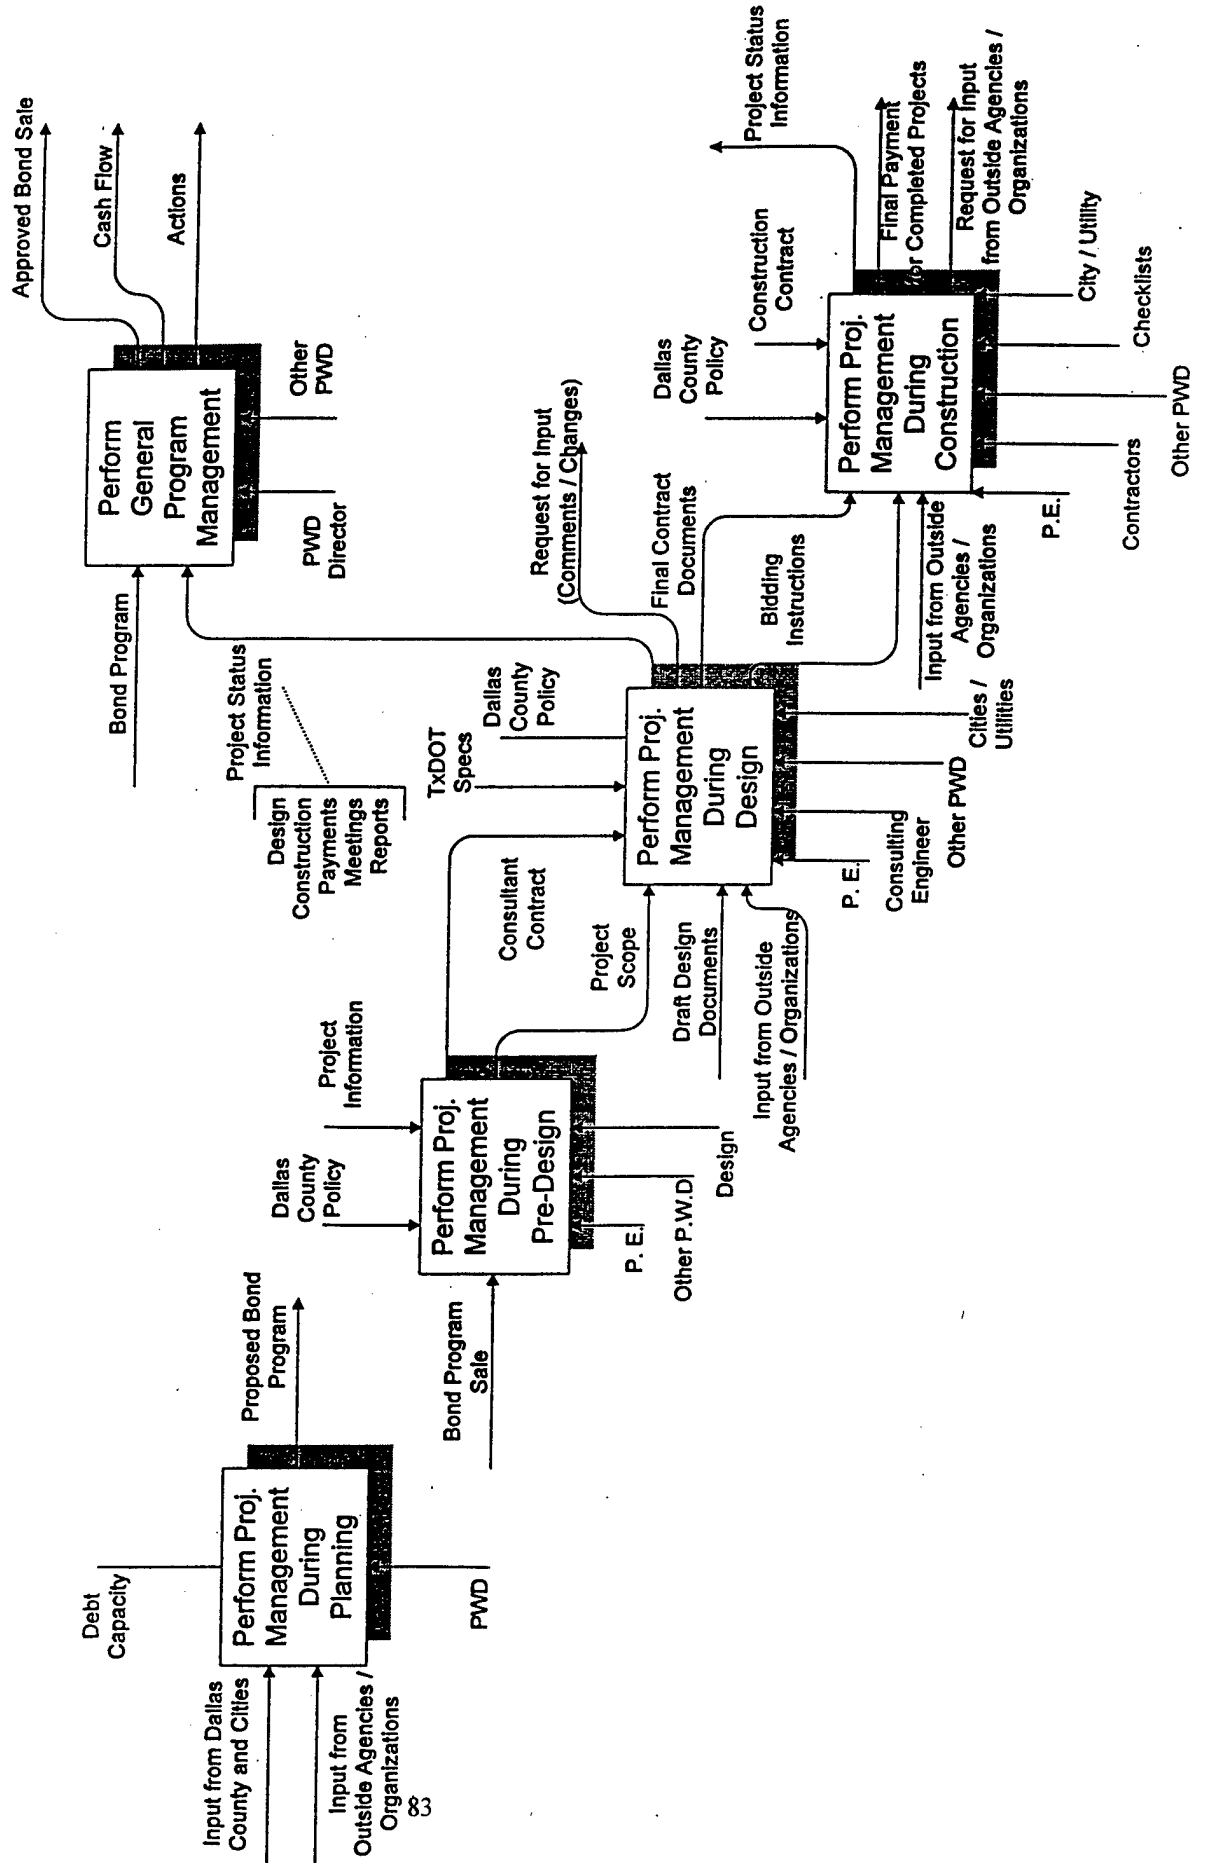 Debt
Capacity
Input from Dallas
County and Cities
Input from
Outside Agencies /
Organizations
Perform Proj.
Management
During
Planning
PWD
Proposed Bond
Program
Bond Program
Sale
Dallas
County
Policy
Project
Information
Perform Proj.
Management
During
Pre-Design
P. E.
Other P.W.D
Design
Consultant
Contract
Project
Scope
Draft Design
Documents
Input from Outside
Agencies / Organizations
TxDOT
Specs
Dallas
County
Policy
Perform Proj.
Management
During
Design
P. E.
Consulting
Engineer
Other PWD
Cities /
Utilities
Design
Construction
Payments
Meetings
Reports
Project Status
Information
Bond Program
Perform
General
Program
Management
PWD
Director
Other
PWD
Approved Bond Sale
Cash Flow
Actions
Request for Input
(Comments / Changes)
Final Contract
Documents
Bidding
Instructions
Input from Outside
Agencies /
Organizations
Dallas
County
Policy
Construction
Contract
Perform Proj.
Management
During
Construction
P.E.
Contractors
Other PWD
Checklists
City / Utility
Project Status
Information
Final Payment
or Completed Projects
Request for Input
from Outside Agencies /
Organizations
83